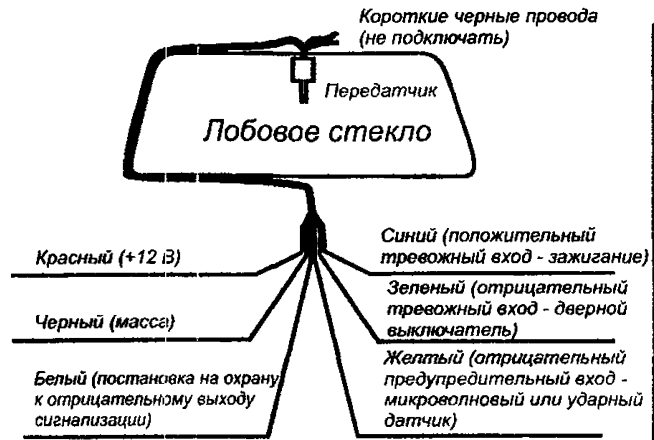 Короткие черные провода
(не подключать)
Передатчик
Лобовое стекло
Красный (+12 В)
Черный (масса)
Белый (постановка на охрану
к отрицательному выходу
сигнализации)
Синий (положительный
тревожный вход - зажигание)
Зеленый (отрицательный
тревожный вход - дверной
выключатель)
Желтый (отрицательный
предупредительный вход -
микроволновый или ударный
датчик)